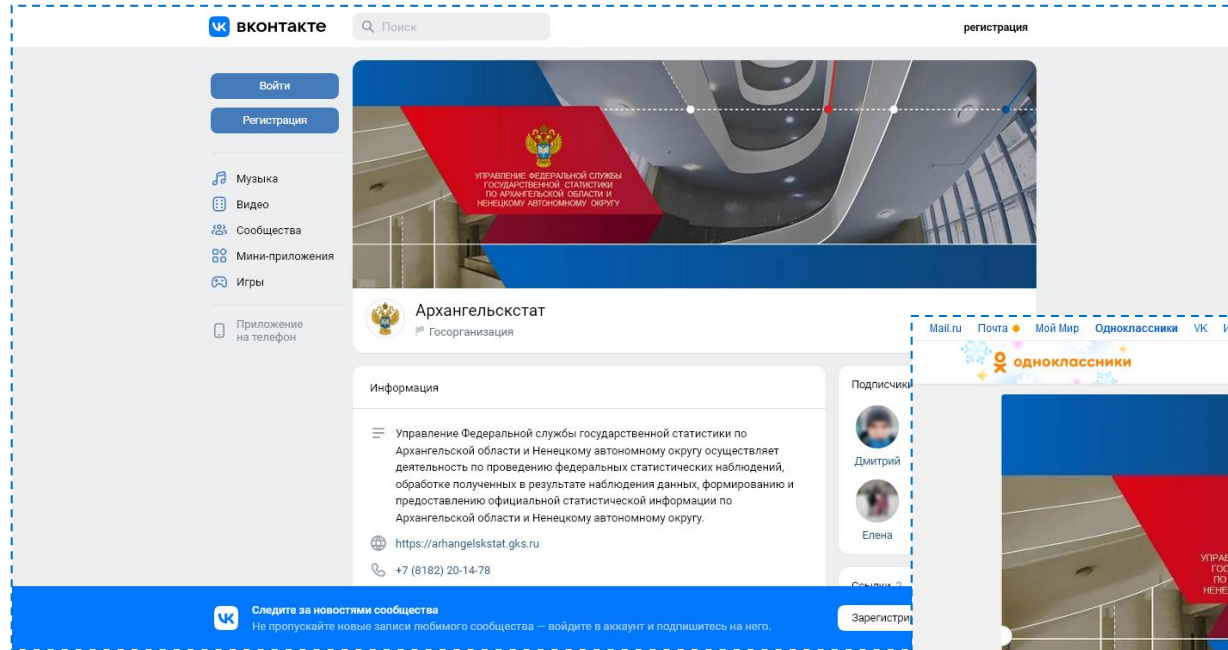 вконтакте
Поиск
регистрация
Войти
Регистрация
Музыка
Видео
Сообщества
Мини-приложения
Игры
Приложение
на телефон
УПРАВЛЕНИЕ ФЕДЕРАЛЬНОЙ СЛУЖБЫ
ГОСУДАРСТВЕННОЙ СТАТИСТИКИ
ПО АРХАНГЕЛЬСКОЙ ОБЛАСТИ И
НЕНЕЦКОМУ АВТОНОМНОМУ ОКРУГУ
Архангельскстат
Госорганизация
Информация
Управление Федеральной службы государственной статистики по
Архангельской области и Ненецкому автономному округу осуществляет
деятельность по проведению федеральных статистических наблюдений,
обработке полученных в результате наблюдения данных, формированию и
предоставлению официальной статистической информации по
Архангельской области и Ненецкому автономному округу.
https://arhangelskstat.gks.ru
+7 (8182) 20-14-78
Подписчики
Дмитрий
Елена
Следите за новостями сообщества
Не пропускайте новые записи любимого сообщества — войдите в аккаунт и подпишитесь на него.
Mail.ru Почта Мой Мир Одноклассники VK
одноклассники